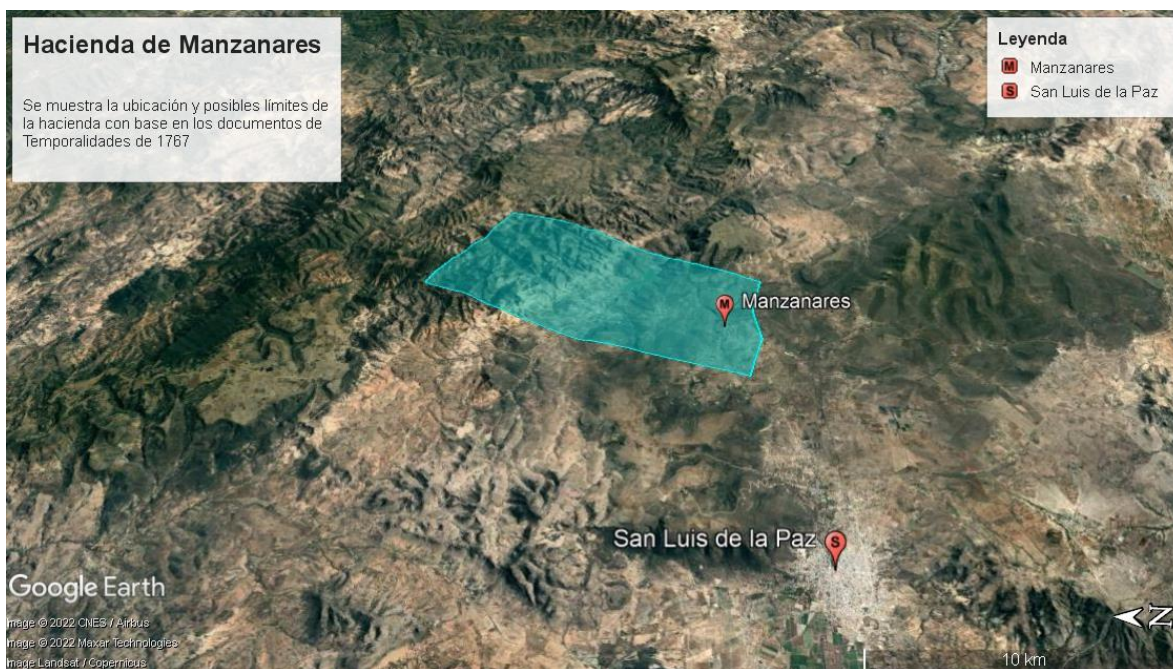 Hacienda de Manzanares
Se muestra la ubicación y posibles límites de
la hacienda con base en los documentos de
Temporalidades de 1767
Leyenda
M Manzanares
S San Luis de la Paz
M Manzanares
San Luis de la Paz S
Google Earth
Image © 2022 CNES / Airbus
Image © 2022 Maxar Technologies
Image Landsat / Copernicus
N
10 km